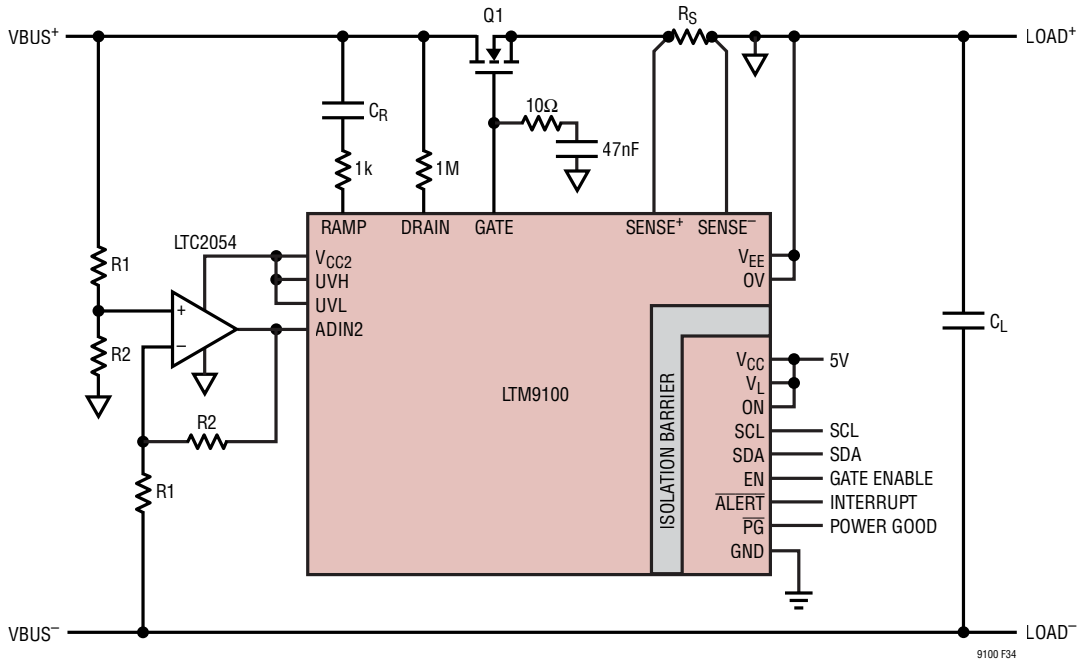 Q1
RS
VBUS+
LOAD+
CR
10Ω
47nF
1k
1M
RAMP
DRAIN
GATE
SENSE+
SENSE−
LTC2054
R1
VCC2
UVH
UVL
ADIN2
VEE
OV
+
−
R2
CL
R2
R1
LTM9100
ISOLATION BARRIER
VCC
5V
VL
ON
SCL
SCL
SDA
SDA
EN
GATE ENABLE
ALERT
INTERRUPT
PG
POWER GOOD
GND
VBUS−
LOAD−
9100 F34